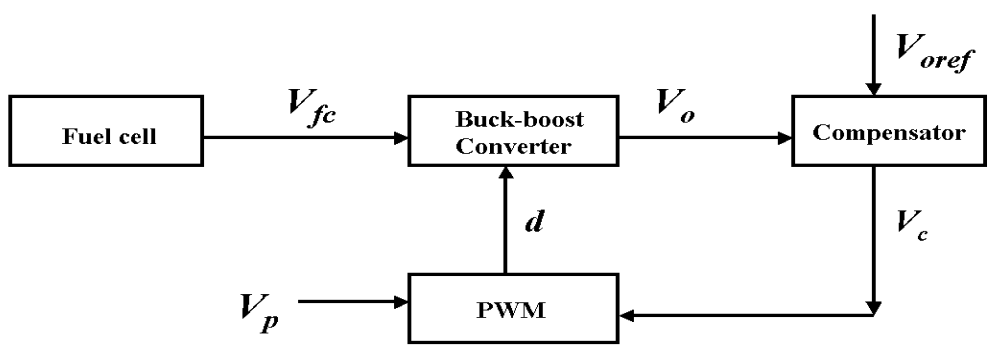 V_oref
Fuel cell
V_fc
Buck-boost
Converter
V_o
Compensator
d
V_c
V_p
PWM